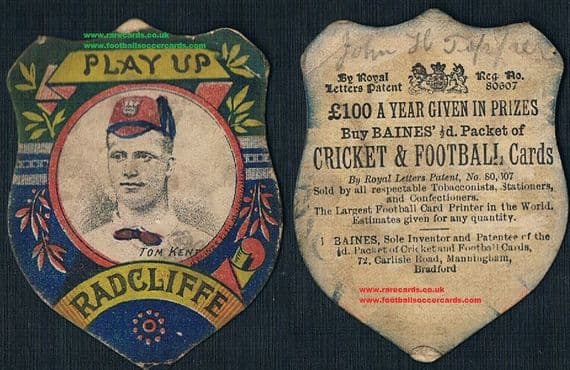 www.rarecards.co.uk
www.footballsoccercards.com
PLAY UP
TOM KENT
RADCLIFFE
John H
By Royal
Letters Patent
Reg. No.
80607
£100 A YEAR GIVEN IN PRIZES
Buy BAINES' ½d. Packet of
CRICKET & FOOTBALL Cards
By Royal Letters Patent, No. 80,107
Sold by all respectable Tobacconists, Stationers,
and Confectioners.
The Largest Football Card Printer in the World.
Estimates given for any quantity.
BAINES, Sole Inventor and Patentee of the
½d. Packet of Cricket and Football Cards,
72, Carlisle Road, Manningham,
Bradford
www.rarecards.co.uk
www.footballsoccercards.com